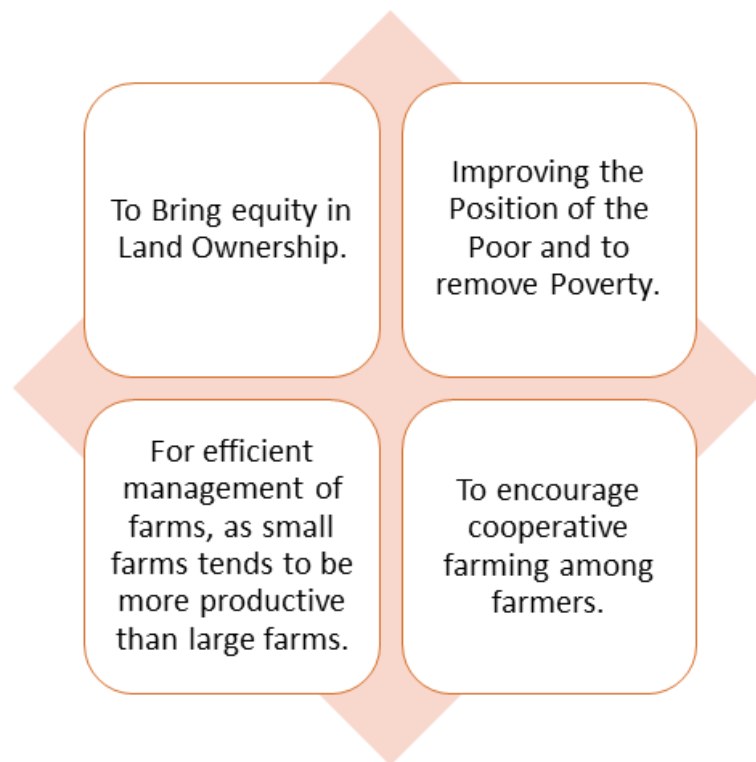 To Bring equity in
Land Ownership.
Improving the
Position of the
Poor and to
remove Poverty.
For efficient
management of
farms, as small
farms tends to be
more productive
than large farms.
To encourage
cooperative
farming among
farmers.